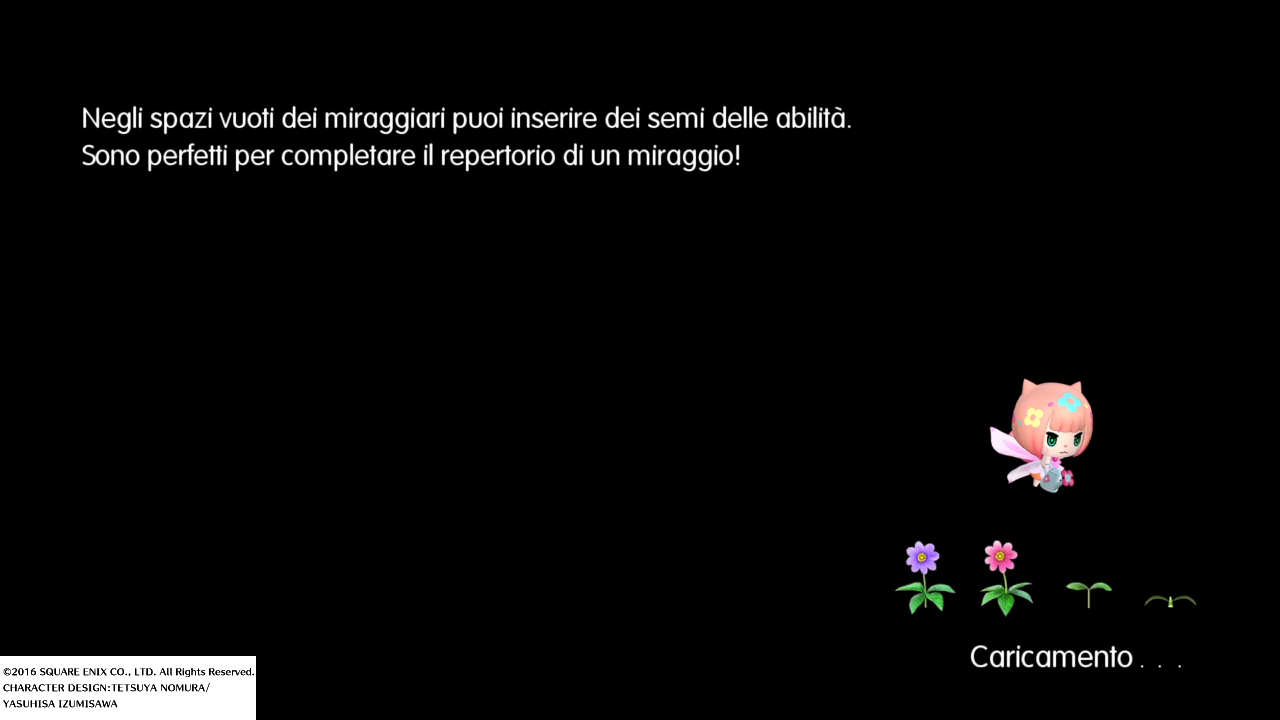 Negli spazi vuoti dei miraggiari puoi inserire dei semi delle abilità.
Sono perfetti per completare il repertorio di un miraggio!
Caricamento . . .
©2016 SQUARE ENIX CO., LTD. All Rights Reserved.
CHARACTER DESIGN:TETSUYA NOMURA/
YASUHISA IZUMISAWA